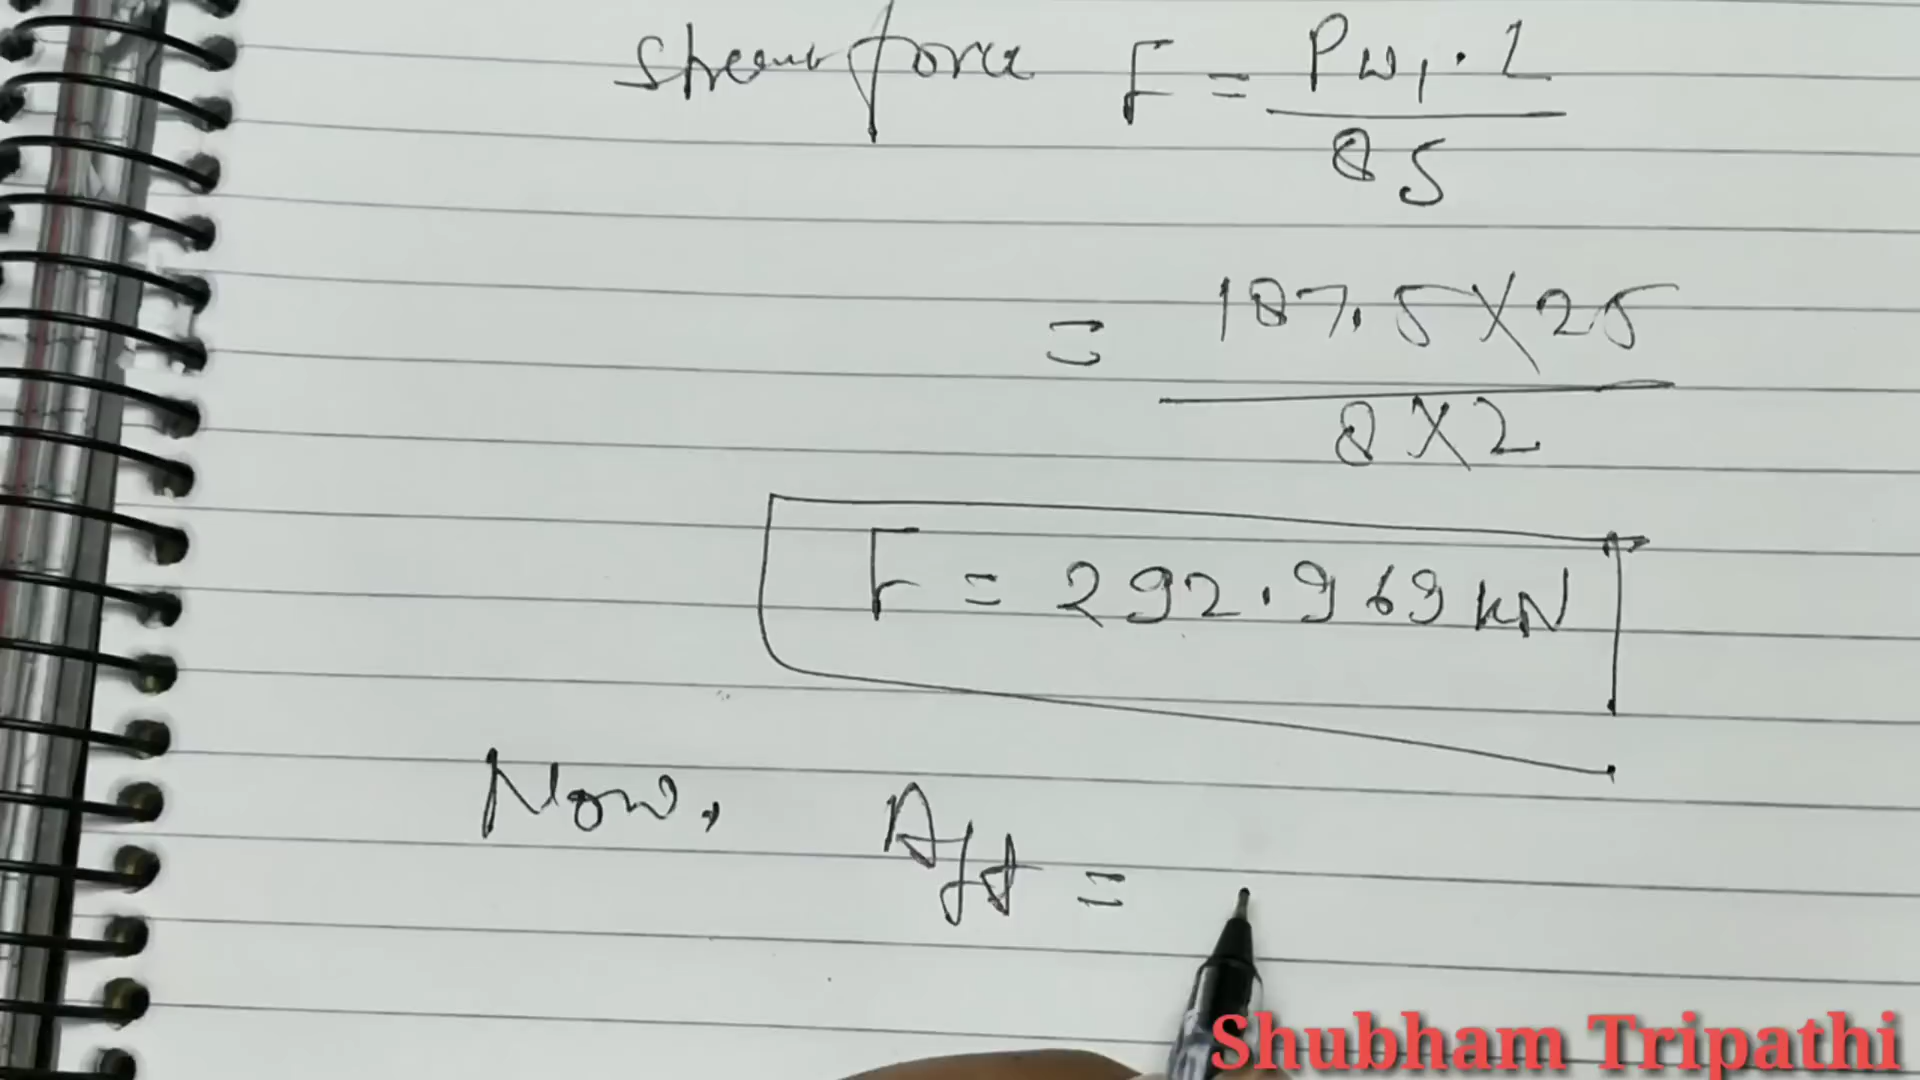 Shear force F = Pw₁ · L / 8S
= 187.5 × 25 / 8 × 2
F = 292.969 kN
Now, Aft =
Shubham Tripathi